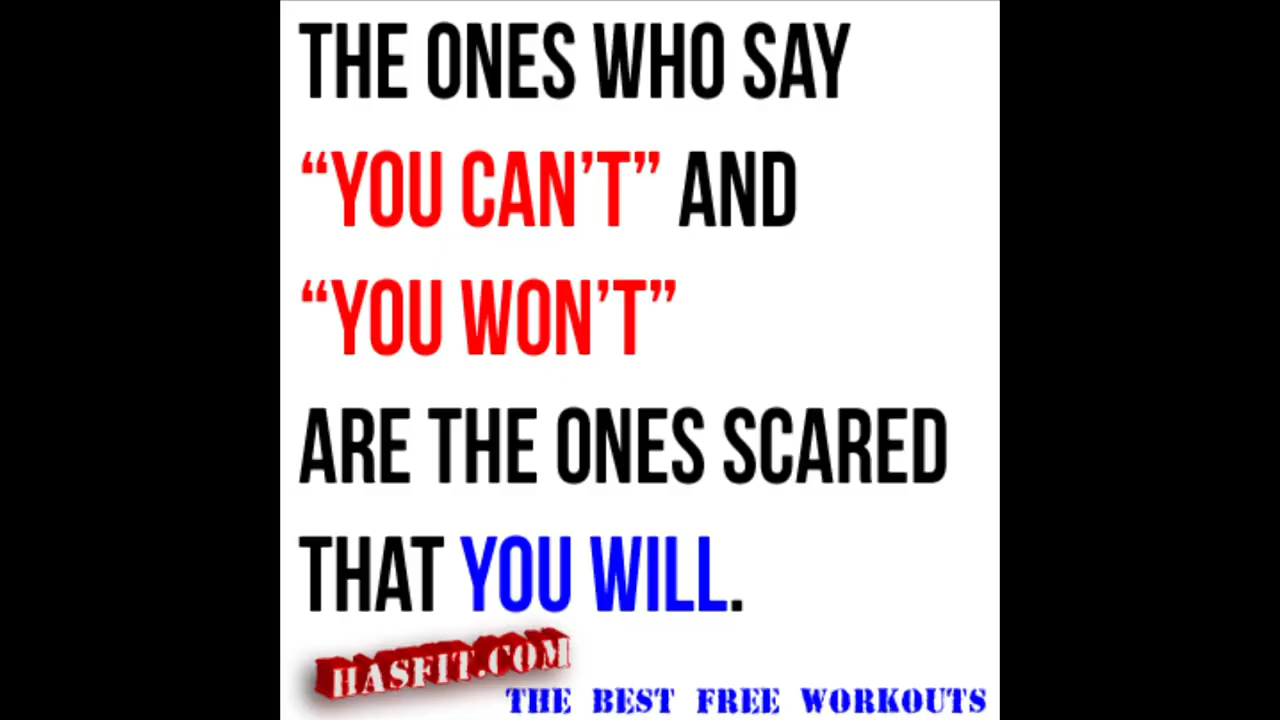 THE ONES WHO SAY
“YOU CAN’T” AND
“YOU WON’T”
ARE THE ONES SCARED
THAT YOU WILL.
HASFIT.COM
THE BEST FREE WORKOUTS